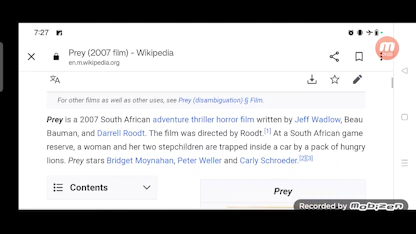 7:27
Prey (2007 film) - Wikipedia
en.m.wikipedia.org
For other films as well as other uses, see Prey (disambiguation) § Film.
Prey is a 2007 South African adventure thriller horror film written by Jeff Wadlow, Beau
Bauman, and Darrell Roodt. The film was directed by Roodt.[1] At a South African game
reserve, a woman and her two stepchildren are trapped inside a car by a pack of hungry
lions. Prey stars Bridget Moynahan, Peter Weller and Carly Schroeder.[2][3]
Contents
Prey
Recorded by Mobizen